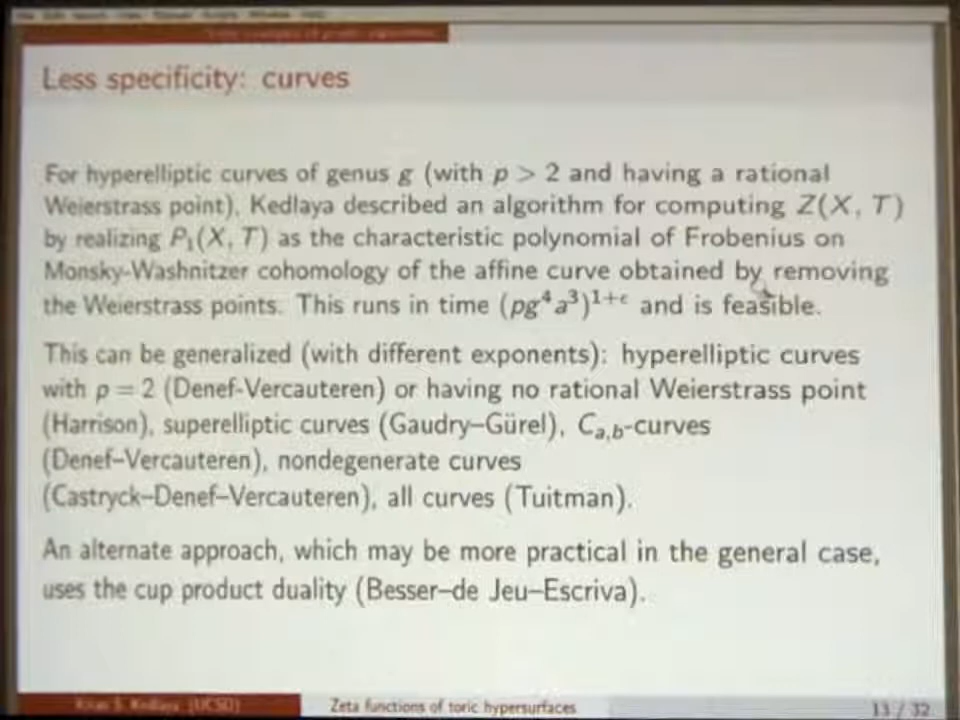 Less specificity: curves
For hyperelliptic curves of genus g (with p > 2 and having a rational
Weierstrass point), Kedlaya described an algorithm for computing Z(X, T)
by realizing P₁(X, T) as the characteristic polynomial of Frobenius on
Monsky-Washnitzer cohomology of the affine curve obtained by removing
the Weierstrass points. This runs in time (pg⁴a³)¹⁺ᵋ and is feasible.
This can be generalized (with different exponents): hyperelliptic curves
with p = 2 (Denef-Vercauteren) or having no rational Weierstrass point
(Harrison), superelliptic curves (Gaudry–Gürel), Cₐ,b-curves
(Denef–Vercauteren), nondegenerate curves
(Castryck–Denef–Vercauteren), all curves (Tuitman).
An alternate approach, which may be more practical in the general case,
uses the cup product duality (Besser–de Jeu–Escriva).
Kiran S. Kedlaya (UCSD) Zeta functions of toric hypersurfaces 13 / 32